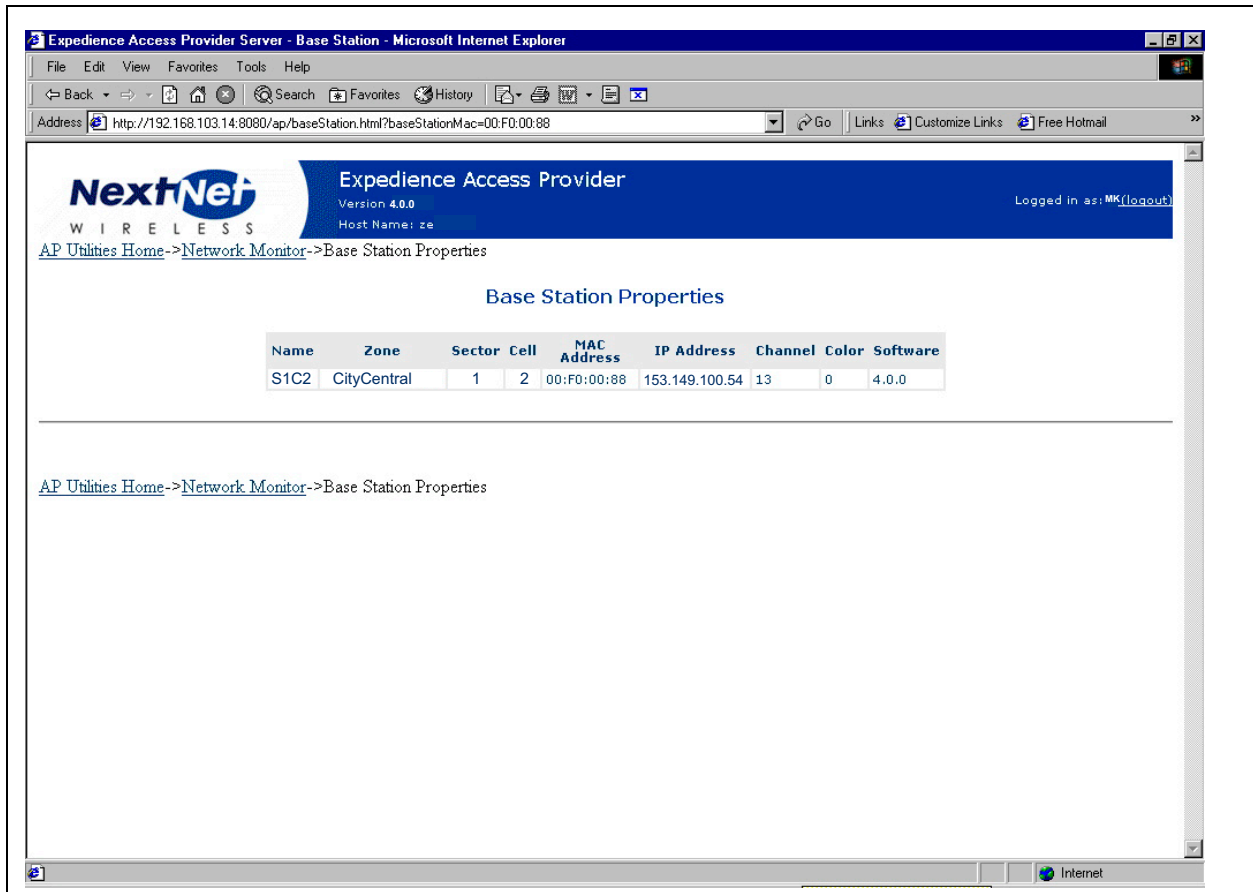 Expedience Access Provider Server - Base Station - Microsoft Internet Explorer
File Edit View Favorites Tools Help
Back Search Favorites History
Address http://192.168.103.14:8080/ap/baseStation.html?baseStationMac=00:F0:00:88 Go Links Customize Links Free Hotmail »
NextNet
WIRELESS
Expedience Access Provider
Version 4.0.0
Host Name: ze
Logged in as: MK(logout)
AP Utilities Home->Network Monitor->Base Station Properties
Base Station Properties
Name Zone Sector Cell MAC Address IP Address Channel Color Software
S1C2 CityCentral 1 2 00:F0:00:88 153.149.100.54 13 0 4.0.0
AP Utilities Home->Network Monitor->Base Station Properties
Internet